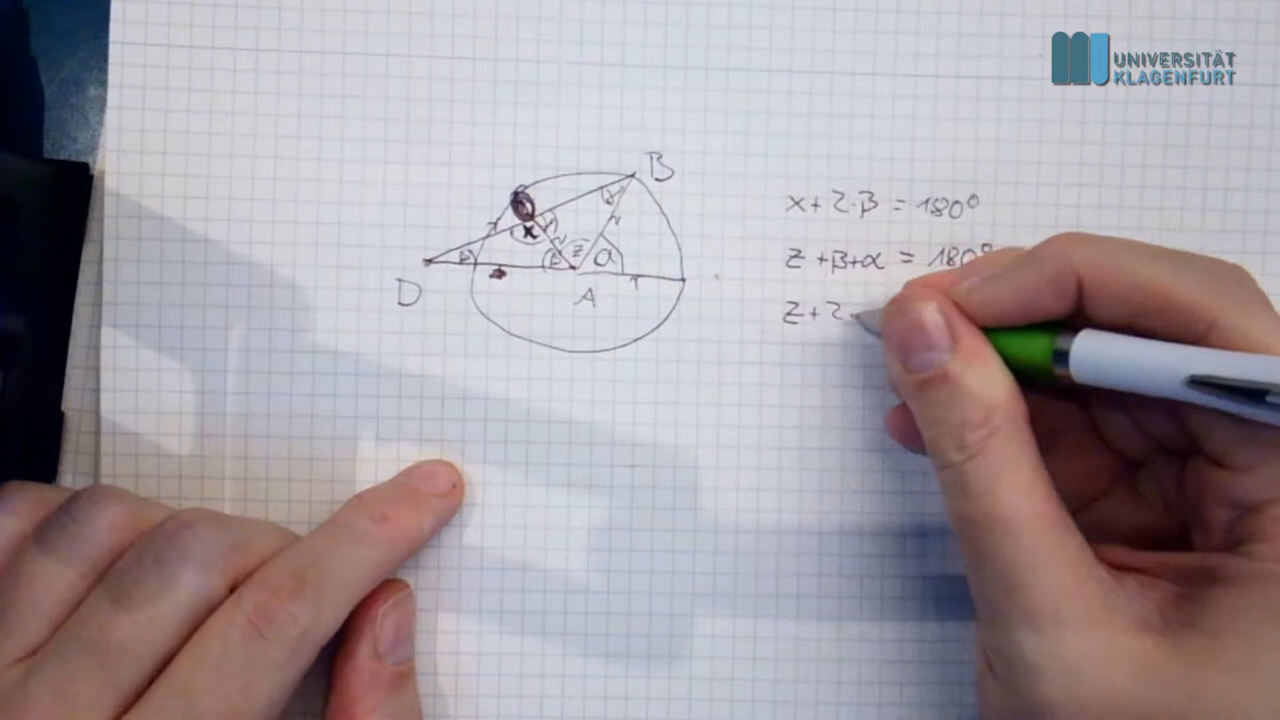 UNIVERSITÄT
KLAGENFURT
B
x
z
α
β
β
r
D
A
x + 2·β = 180°
z + β + α = 180°
z + 2